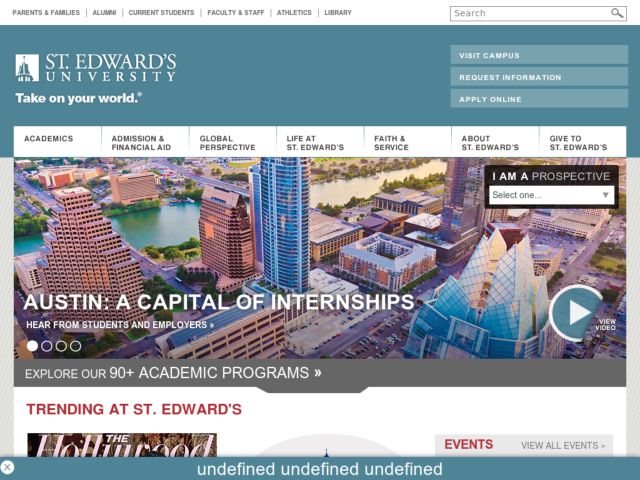 PARENTS & FAMILIES
ALUMNI
CURRENT STUDENTS
FACULTY & STAFF
ATHLETICS
LIBRARY
Search
ST. EDWARD'S
UNIVERSITY
Take on your world.®
VISIT CAMPUS
REQUEST INFORMATION
APPLY ONLINE
ACADEMICS
ADMISSION &
FINANCIAL AID
GLOBAL
PERSPECTIVE
LIFE AT
ST. EDWARD'S
FAITH &
SERVICE
ABOUT
ST. EDWARD'S
GIVE TO
ST. EDWARD'S
I AM A PROSPECTIVE
Select one...
AUSTIN: A CAPITAL OF INTERNSHIPS
HEAR FROM STUDENTS AND EMPLOYERS »
VIEW
VIDEO
EXPLORE OUR 90+ ACADEMIC PROGRAMS »
TRENDING AT ST. EDWARD'S
THE
Hollywood
EVENTS
VIEW ALL EVENTS »
undefined undefined undefined